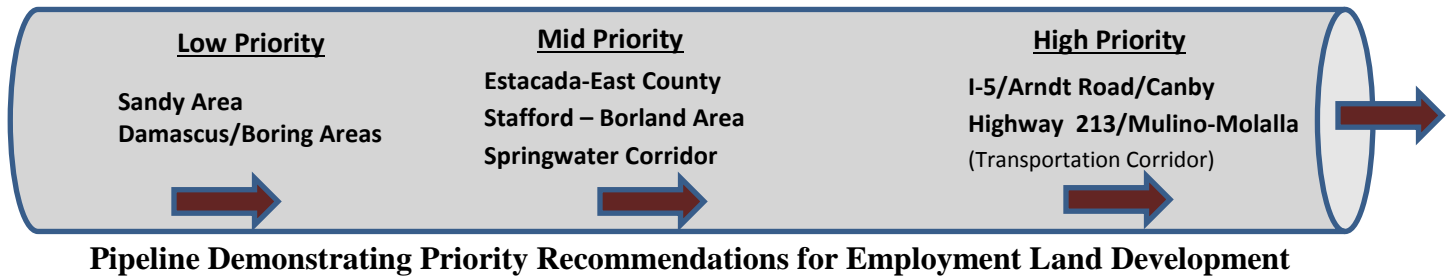 Low Priority
Sandy Area
Damascus/Boring Areas
Mid Priority
Estacada-East County
Stafford – Borland Area
Springwater Corridor
High Priority
I-5/Arndt Road/Canby
Highway 213/Mulino-Molalla
(Transportation Corridor)
Pipeline Demonstrating Priority Recommendations for Employment Land Development